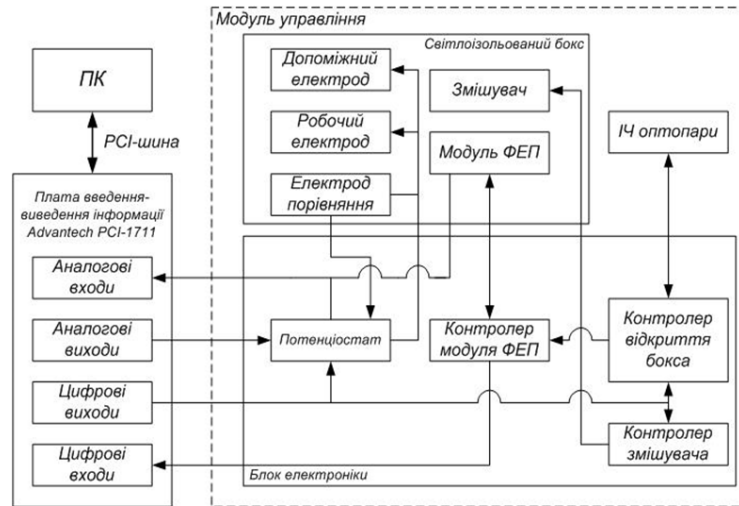 Модуль управління
Світлоізольований бокс
ПК
PCI-шина
Плата введення-
виведення інформації
Advantech PCI-1711
Аналогові
входи
Аналогові
виходи
Цифрові
виходи
Цифрові
входи
Допоміжний
електрод
Робочий
електрод
Електрод
порівняння
Змішувач
Модуль ФЕП
ІЧ оптопари
Потенціостат
Контролер
модуля ФЕП
Контролер
відкриття
бокса
Контролер
змішувача
Блок електроніки